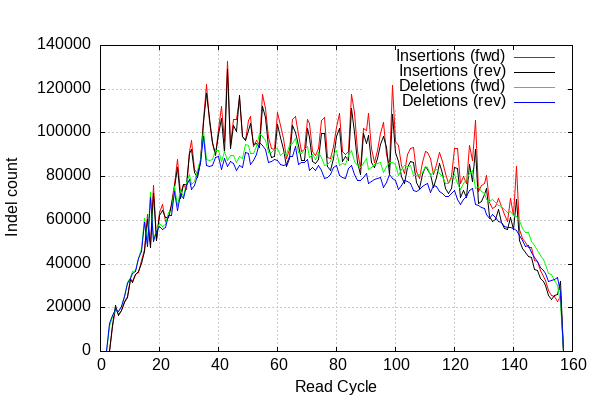 140000
120000
100000
80000
60000
40000
20000
0
Indel count
Insertions (fwd)
Insertions (rev)
Deletions (fwd)
Deletions (rev)
0 20 40 60 80 100 120 140 160
Read Cycle